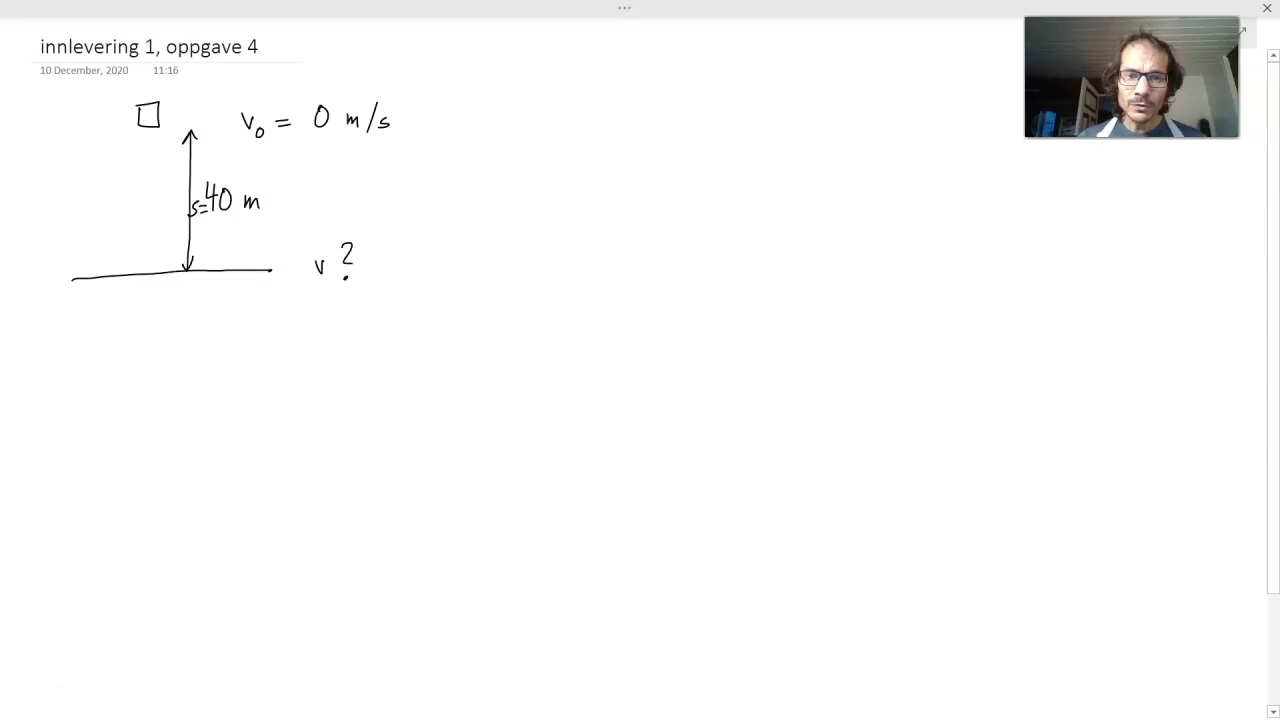 innlevering 1, oppgave 4
10 December, 2020 11:16
v₀ = 0 m/s
s=40 m
v ?